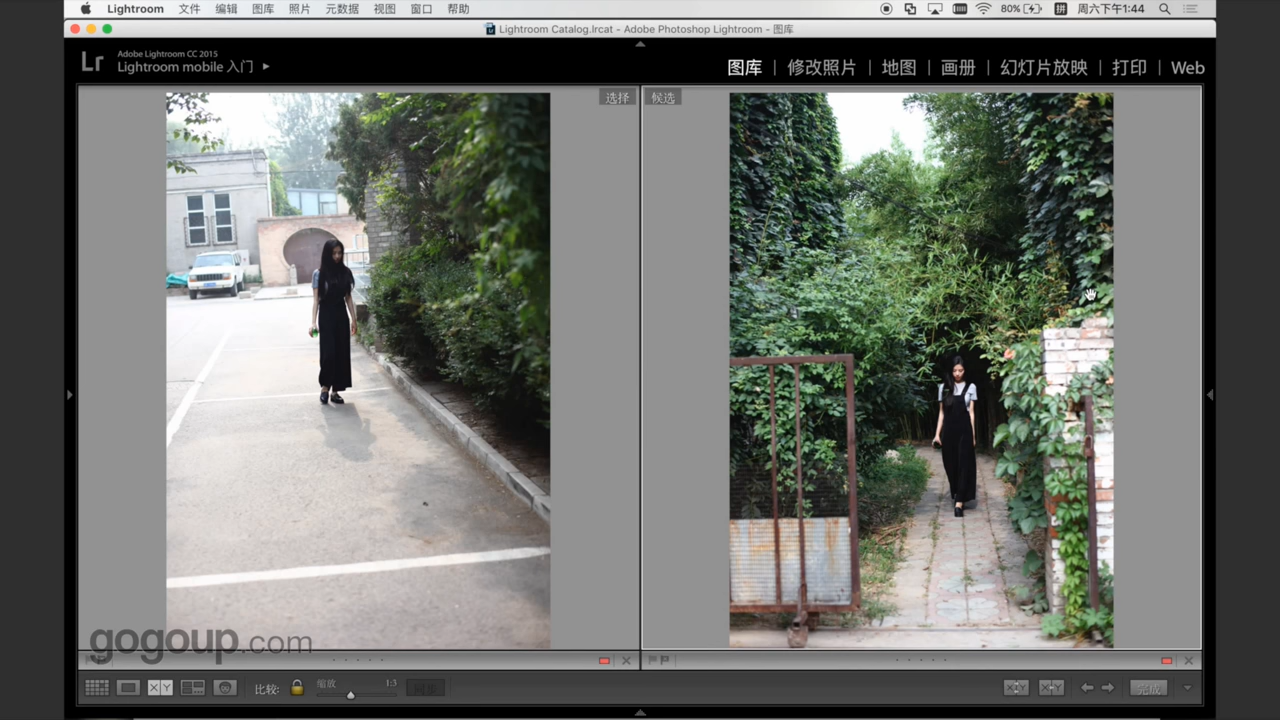 Lightroom 文件 编辑 图库 照片 元数据 视图 窗口 帮助 80% 周六下午1:44
Lightroom Catalog.lrcat - Adobe Photoshop Lightroom - 图库
Lr
Adobe Lightroom CC 2015
Lightroom mobile 入门
图库 | 修改照片 | 地图 | 画册 | 幻灯片放映 | 打印 | Web
选择 候选
gogoup.com
XY 比较: 缩放 1:3 完成